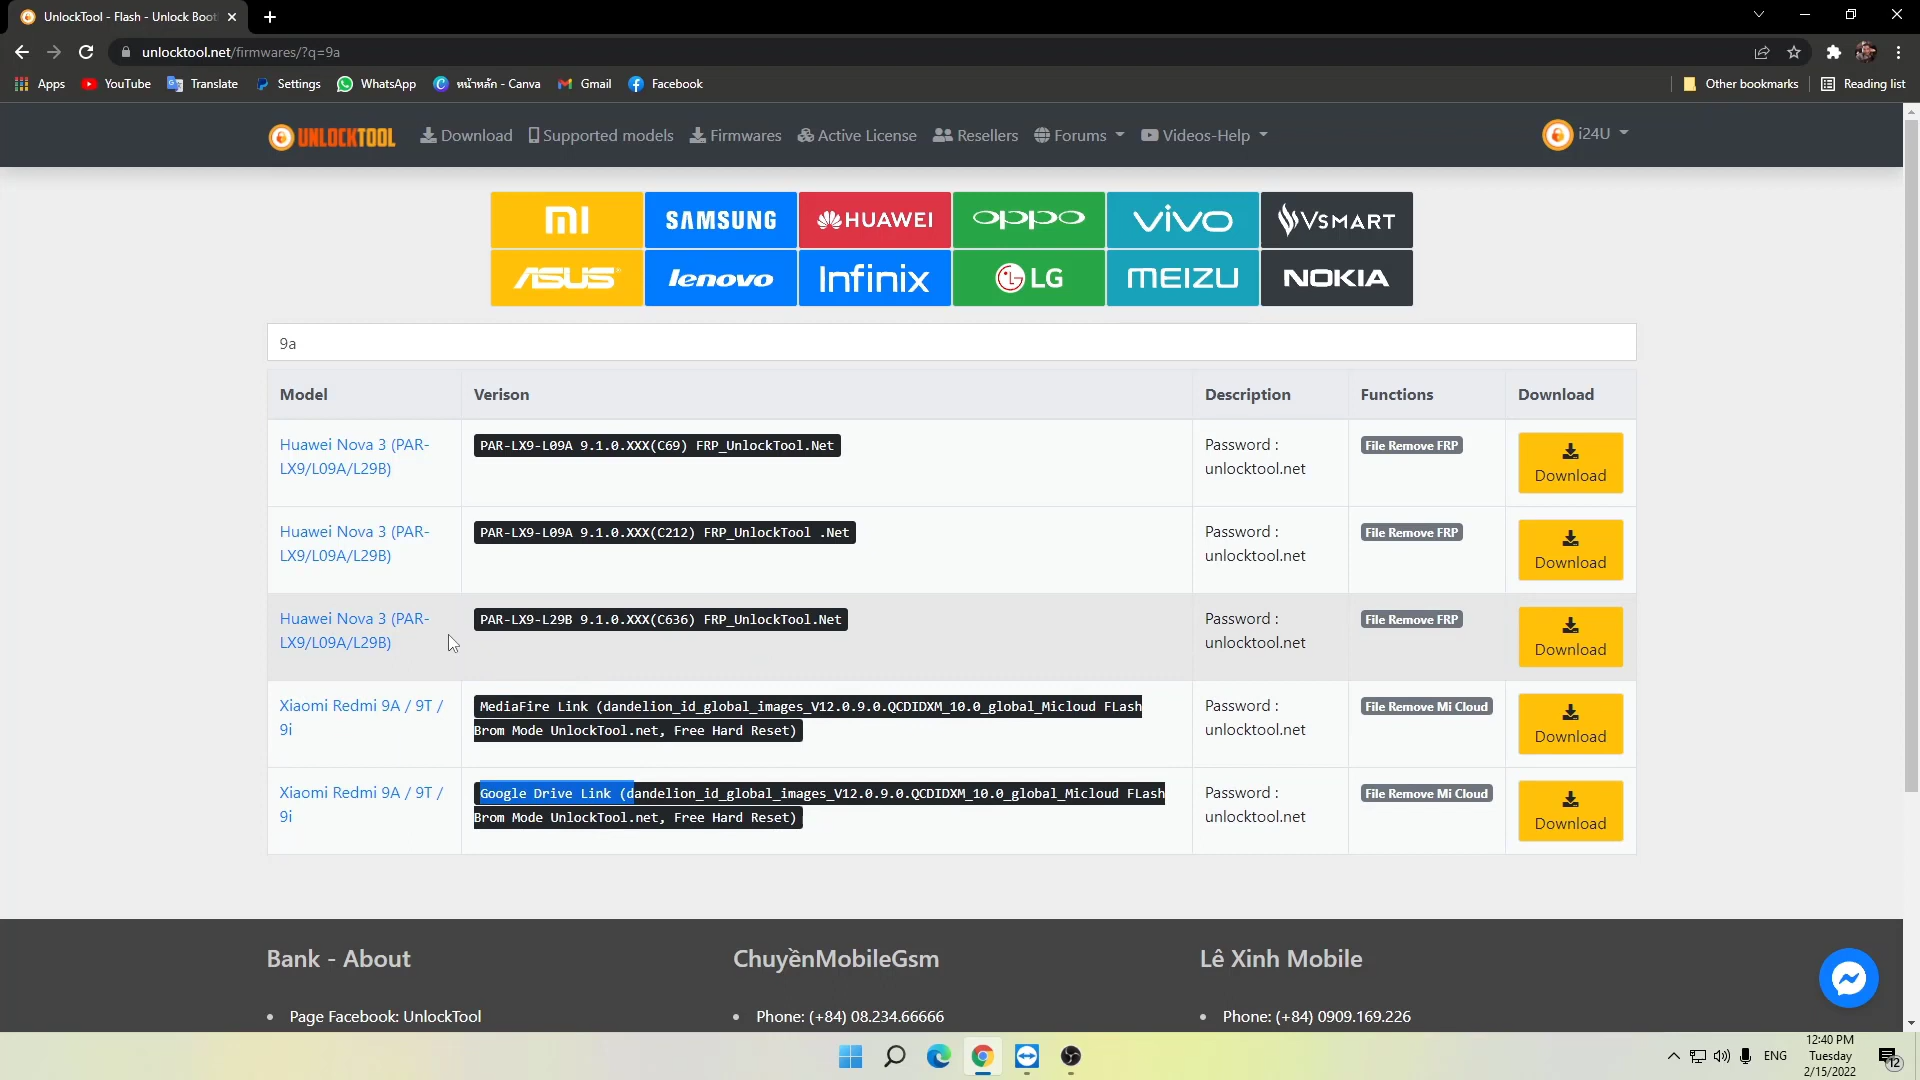 UnlockTool - Flash - Unlock Boot
unlocktool.net/firmwares/?q=9a
Apps YouTube Translate Settings WhatsApp หน้าหลัก - Canva Gmail Facebook Other bookmarks Reading list
UNLOCKTOOL Download Supported models Firmwares Active License Resellers Forums Videos-Help i24U
MI SAMSUNG HUAWEI oppo vivo VSMART
ASUS lenovo Infinix LG MEIZU NOKIA
9a
Model Verison Description Functions Download
Huawei Nova 3 (PAR-
LX9/L09A/L29B)
PAR-LX9-L09A 9.1.0.XXX(C69) FRP_UnlockTool.Net
Password :
unlocktool.net
File Remove FRP
Download
Huawei Nova 3 (PAR-
LX9/L09A/L29B)
PAR-LX9-L09A 9.1.0.XXX(C212) FRP_UnlockTool .Net
Password :
unlocktool.net
File Remove FRP
Download
Huawei Nova 3 (PAR-
LX9/L09A/L29B)
PAR-LX9-L29B 9.1.0.XXX(C636) FRP_UnlockTool.Net
Password :
unlocktool.net
File Remove FRP
Download
Xiaomi Redmi 9A / 9T /
9i
MediaFire Link (dandelion_id_global_images_V12.0.9.0.QCDIDXM_10.0_global_Micloud FLash
Brom Mode UnlockTool.net, Free Hard Reset)
Password :
unlocktool.net
File Remove Mi Cloud
Download
Xiaomi Redmi 9A / 9T /
9i
Google Drive Link (dandelion_id_global_images_V12.0.9.0.QCDIDXM_10.0_global_Micloud FLash
Brom Mode UnlockTool.net, Free Hard Reset)
Password :
unlocktool.net
File Remove Mi Cloud
Download
Bank - About ChuyềnMobileGsm Lê Xinh Mobile
Page Facebook: UnlockTool Phone: (+84) 08.234.66666 Phone: (+84) 0909.169.226
ENG
12:40 PM
Tuesday
2/15/2022
12